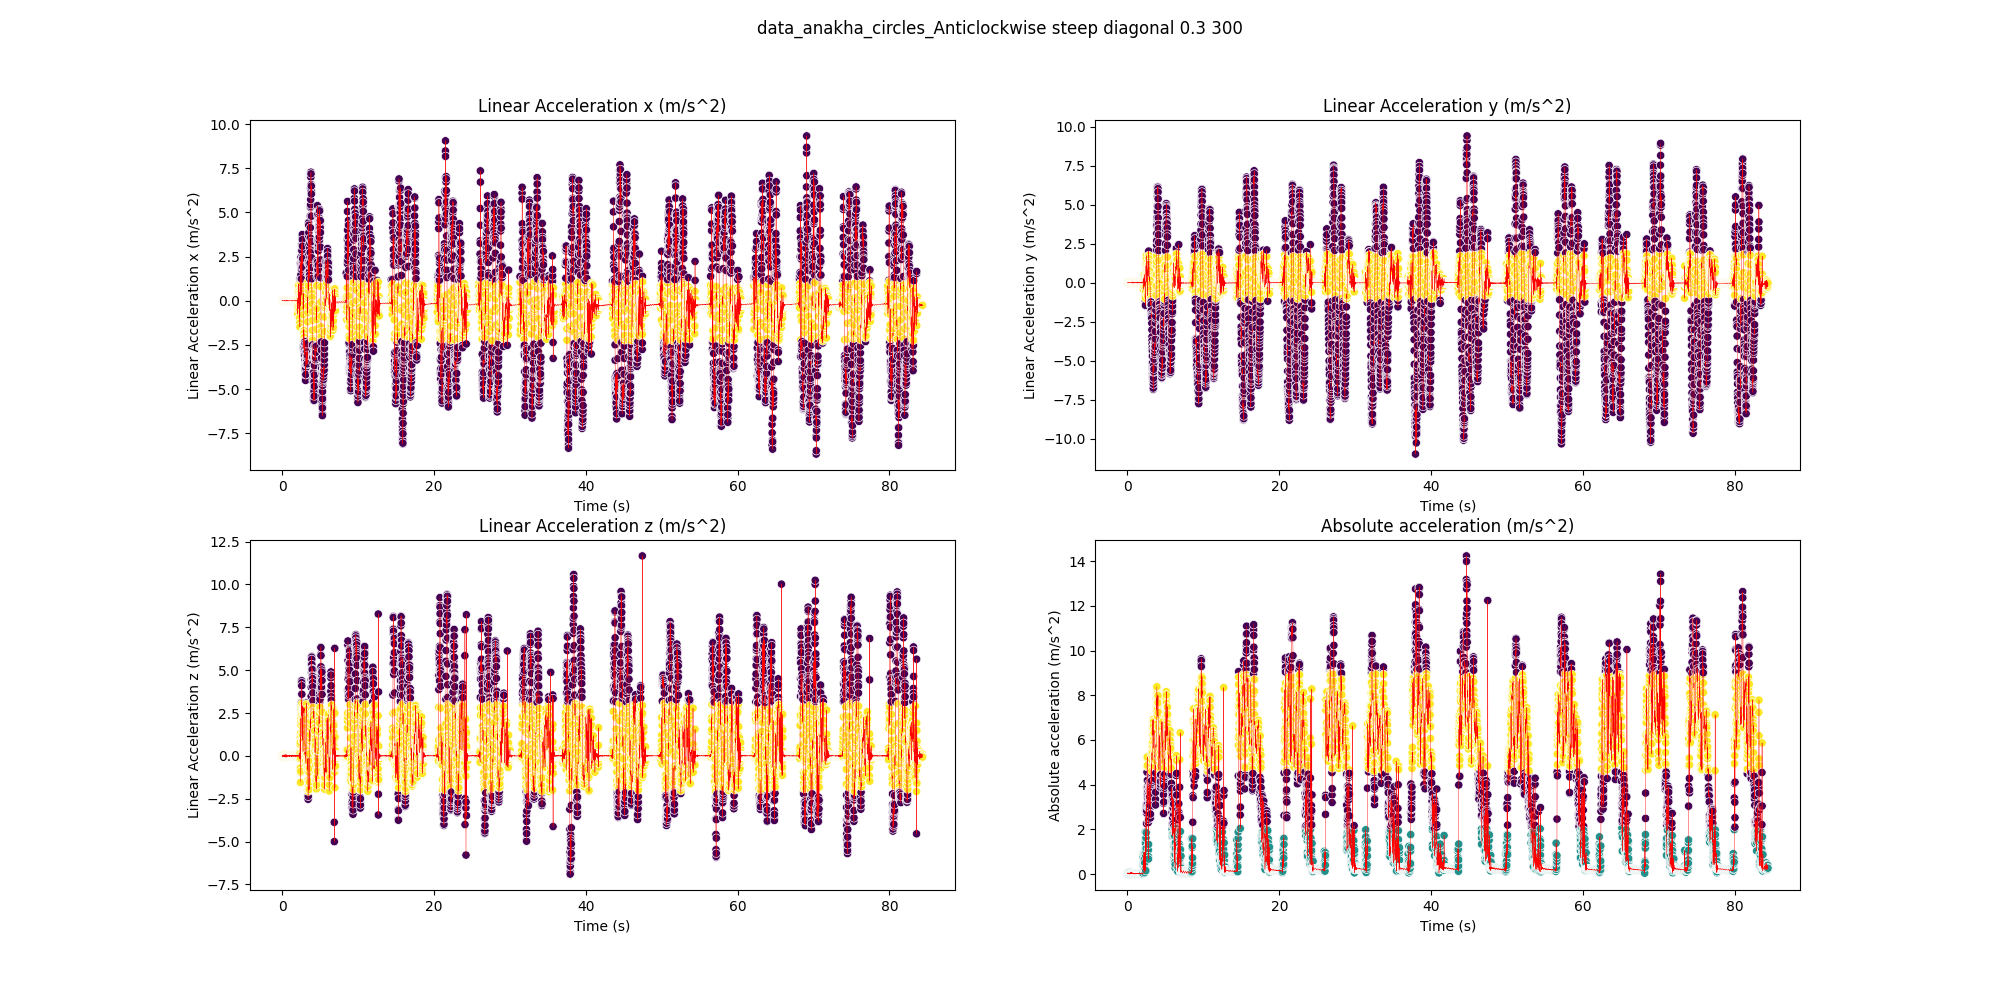 data_anakha_circles_Anticlockwise steep diagonal 0.3 300
Linear Acceleration x (m/s^2)
Linear Acceleration x (m/s^2)
10.0
7.5
5.0
2.5
0.0
−2.5
−5.0
−7.5
0 20 40 60 80
Time (s)
Linear Acceleration y (m/s^2)
Linear Acceleration y (m/s^2)
10.0
7.5
5.0
2.5
0.0
−2.5
−5.0
−7.5
−10.0
0 20 40 60 80
Time (s)
Linear Acceleration z (m/s^2)
Linear Acceleration z (m/s^2)
12.5
10.0
7.5
5.0
2.5
0.0
−2.5
−5.0
−7.5
0 20 40 60 80
Time (s)
Absolute acceleration (m/s^2)
Absolute acceleration (m/s^2)
14
12
10
8
6
4
2
0
0 20 40 60 80
Time (s)